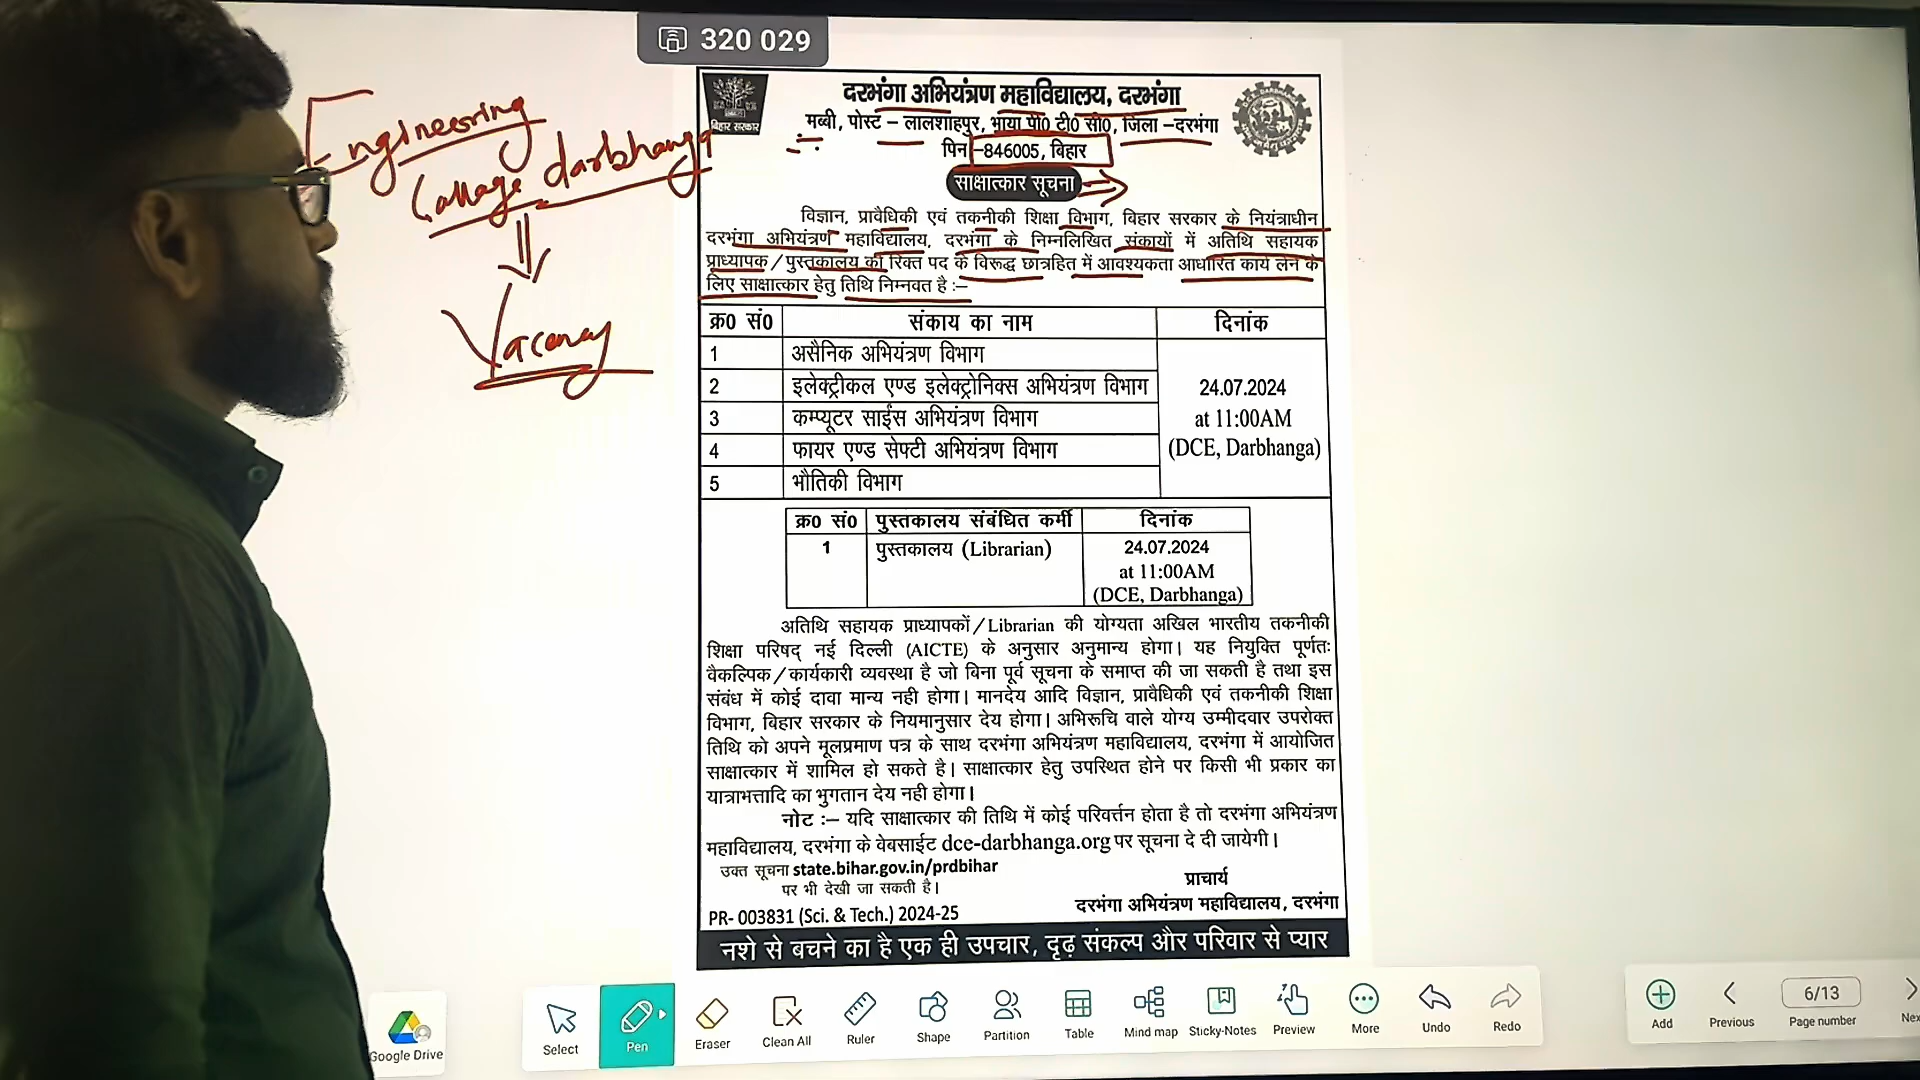 320 029
Engineering
Collage darbhanga
Vacancy
बिहार सरकार
दरभंगा अभियंत्रण महाविद्यालय, दरभंगा
मब्बी, पोस्ट – लालशाहपुर, भाया पी0 टी0 सी0, जिला –दरभंगा
पिन –846005, बिहार
साक्षात्कार सूचना
विज्ञान, प्रावैधिकी एवं तकनीकी शिक्षा विभाग, बिहार सरकार के नियंत्राधीन
दरभंगा अभियंत्रण महाविद्यालय, दरभंगा के निम्नलिखित संकायों में अतिथि सहायक
प्राध्यापक/पुस्तकालय को रिक्त पद के विरूद्ध छात्रहित में आवश्यकता आधारित कार्य लेने के
लिए साक्षात्कार हेतु तिथि निम्नवत है :–
क्र0 सं0 संकाय का नाम दिनांक
1 असैनिक अभियंत्रण विभाग
2 इलेक्ट्रीकल एण्ड इलेक्ट्रोनिक्स अभियंत्रण विभाग
3 कम्प्यूटर साईंस अभियंत्रण विभाग
4 फायर एण्ड सेफ्टी अभियंत्रण विभाग
5 भौतिकी विभाग
24.07.2024
at 11:00AM
(DCE, Darbhanga)
क्र0 सं0 पुस्तकालय संबंधित कर्मी दिनांक
1 पुस्तकालय (Librarian) 24.07.2024
at 11:00AM
(DCE, Darbhanga)
अतिथि सहायक प्राध्यापकों/Librarian की योग्यता अखिल भारतीय तकनीकी
शिक्षा परिषद् नई दिल्ली (AICTE) के अनुसार अनुमान्य होगा। यह नियुक्ति पूर्णतः
वैकल्पिक/कार्यकारी व्यवस्था है जो बिना पूर्व सूचना के समाप्त की जा सकती है तथा इस
संबंध में कोई दावा मान्य नही होगा। मानदेय आदि विज्ञान, प्रावैधिकी एवं तकनीकी शिक्षा
विभाग, बिहार सरकार के नियमानुसार देय होगा। अभिरूचि वाले योग्य उम्मीदवार उपरोक्त
तिथि को अपने मूलप्रमाण पत्र के साथ दरभंगा अभियंत्रण महाविद्यालय, दरभंगा में आयोजित
साक्षात्कार में शामिल हो सकते है। साक्षात्कार हेतु उपस्थित होने पर किसी भी प्रकार का
यात्राभत्तादि का भुगतान देय नही होगा।
नोट :– यदि साक्षात्कार की तिथि में कोई परिवर्त्तन होता है तो दरभंगा अभियंत्रण
महाविद्यालय, दरभंगा के वेबसाईट dce-darbhanga.org पर सूचना दे दी जायेगी।
उक्त सूचना state.bihar.gov.in/prdbihar
पर भी देखी जा सकती है।
प्राचार्य
दरभंगा अभियंत्रण महाविद्यालय, दरभंगा
PR- 003831 (Sci. & Tech.) 2024-25
नशे से बचने का है एक ही उपचार, दृढ़ संकल्प और परिवार से प्यार
Google Drive
Select Pen Eraser Clean All Ruler Shape Partition Table Mind map Sticky-Notes Preview More Undo Redo
Add Previous 6/13 Page number